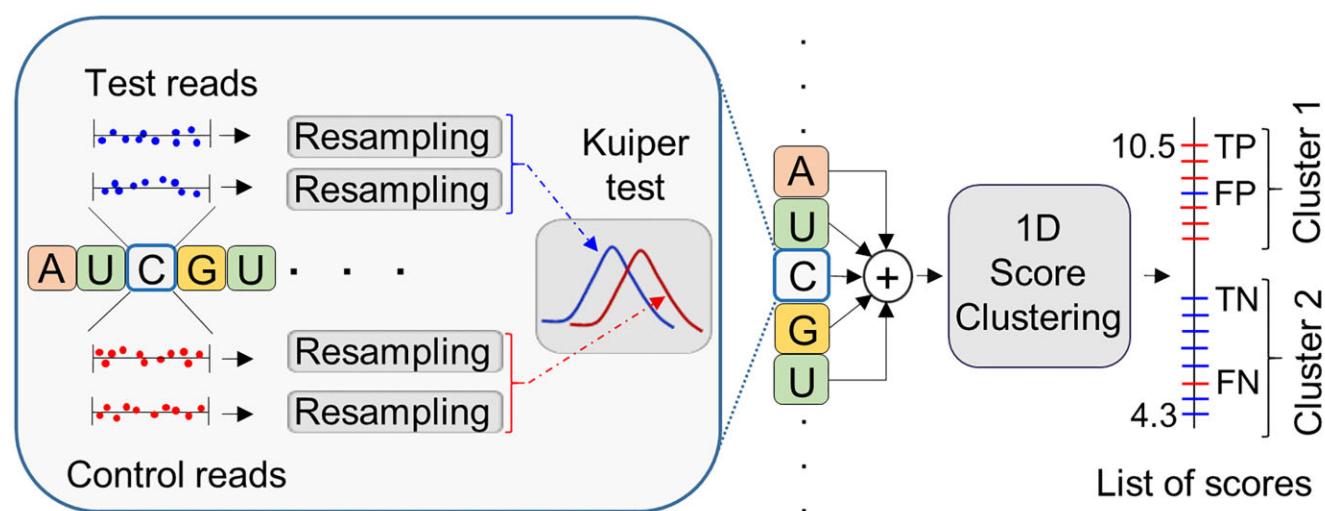 Test reads
Resampling
Resampling
Kuiper
test
A U C G U . . .
Resampling
Resampling
Control reads
A
U
C
G
U
+
1D
Score
Clustering
10.5
TP
FP
Cluster 1
TN
FN
4.3
Cluster 2
List of scores